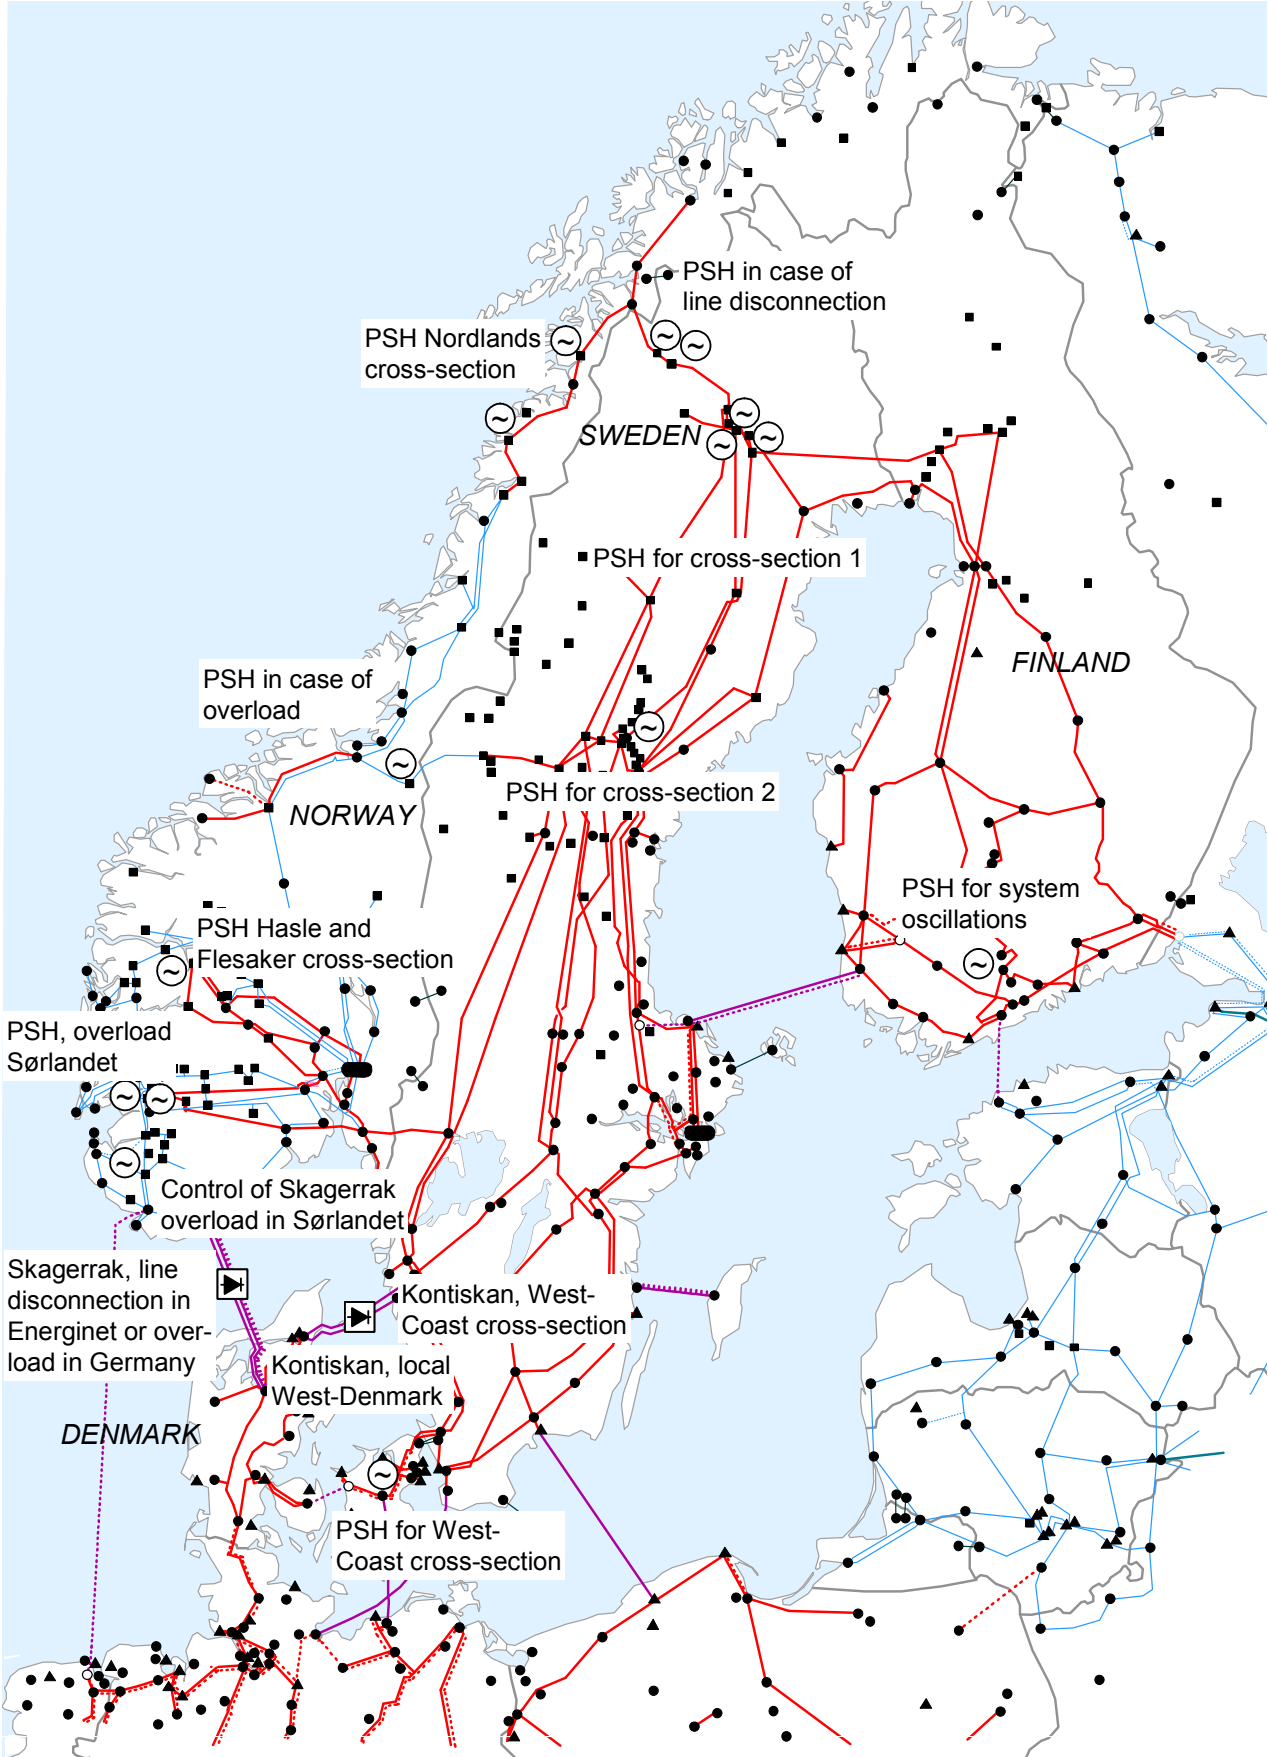 PSH in case of
line disconnection
PSH Nordlands
cross-section
SWEDEN
PSH for cross-section 1
FINLAND
PSH in case of
overload
PSH for cross-section 2
NORWAY
PSH for system
oscillations
PSH Hasle and
Flesaker cross-section
PSH, overload
Sørlandet
Control of Skagerrak
overload in Sørlandet
Skagerrak, line
disconnection in
Energinet or over-
load in Germany
Kontiskan, West-
Coast cross-section
Kontiskan, local
West-Denmark
DENMARK
PSH for West-
Coast cross-section